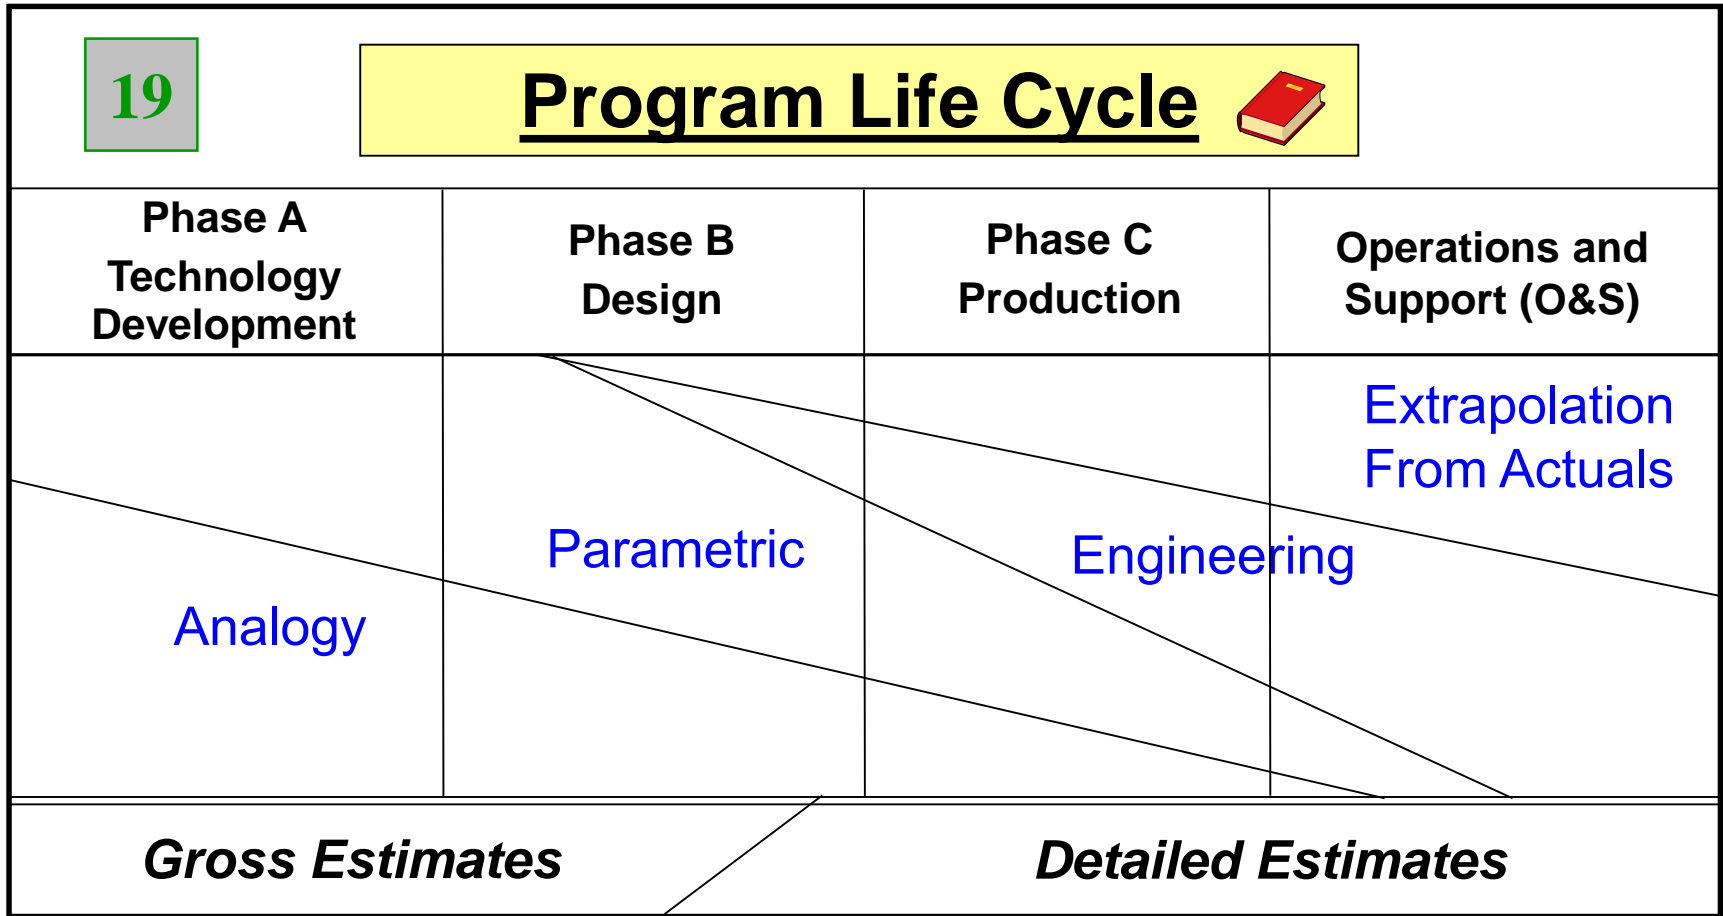 19
Program Life Cycle
Phase A
Technology
Development
Phase B
Design
Phase C
Production
Operations and
Support (O&S)
Extrapolation
From Actuals
Parametric
Engineering
Analogy
Gross Estimates
Detailed Estimates